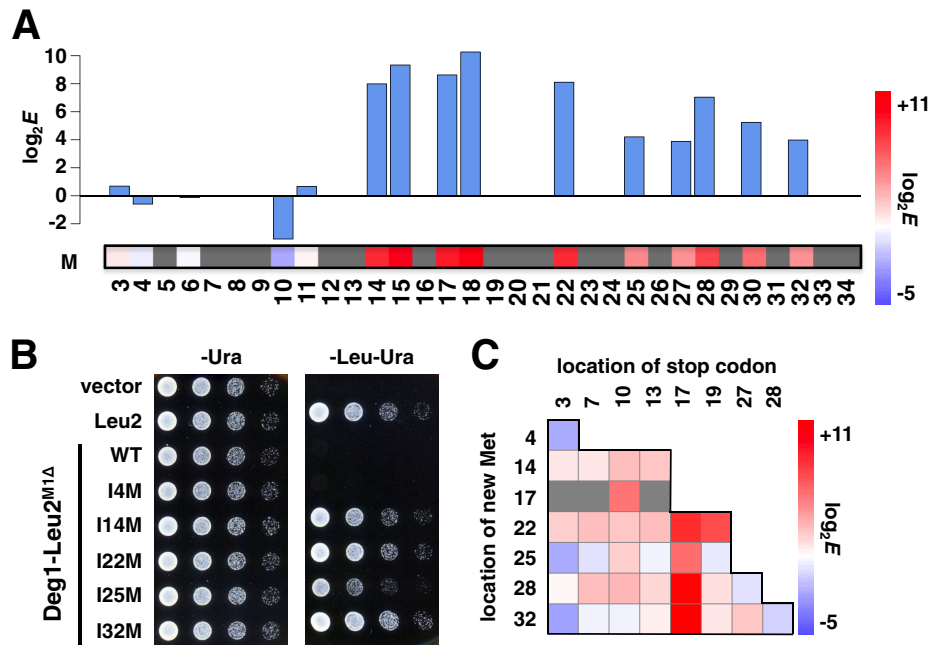 A
10
8
6
4
2
0
-2
log2E
M
3 4 6 7 8 9 10 11 12 13 14 15 16 17 18 19 20 21 22 23 24 25 26 27 28 29 30 31 32 33 34
+11
log2E
-5
B
-Ura
-Leu-Ura
vector
Leu2
WT
I4M
I14M
I22M
I25M
I32M
Deg1-Leu2M1Δ
C
location of stop codon
3 7 10 13 17 19 27 28
location of new Met
4
14
17
22
25
28
32
+11
log2E
-5